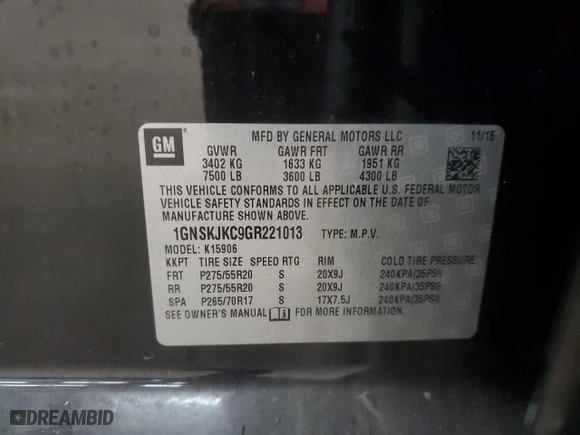 GM
MFD BY GENERAL MOTORS LLC 11/15
GVWR GAWR FRT GAWR RR
3402 KG 1633 KG 1951 KG
7500 LB 3600 LB 4300 LB
THIS VEHICLE CONFORMS TO ALL APPLICABLE U.S. FEDERAL MOTOR
VEHICLE SAFETY STANDARDS IN EFFECT ON THE DATE OF
MANUFACTURE SHOWN ABOVE.
1GNSKJKC9GR221013 TYPE: M.P.V.
MODEL: K15906
KKPT TIRE SIZE SPEED RTG RIM COLD TIRE PRESSURE
FRT P275/55R20 S 20X9J 240KPA(35PSI)
RR P275/55R20 S 20X9J 240KPA(35PSI)
SPA P265/70R17 S 17X7.5J 240KPA(35PSI)
SEE OWNER'S MANUAL FOR MORE INFORMATION.
DREAMBID